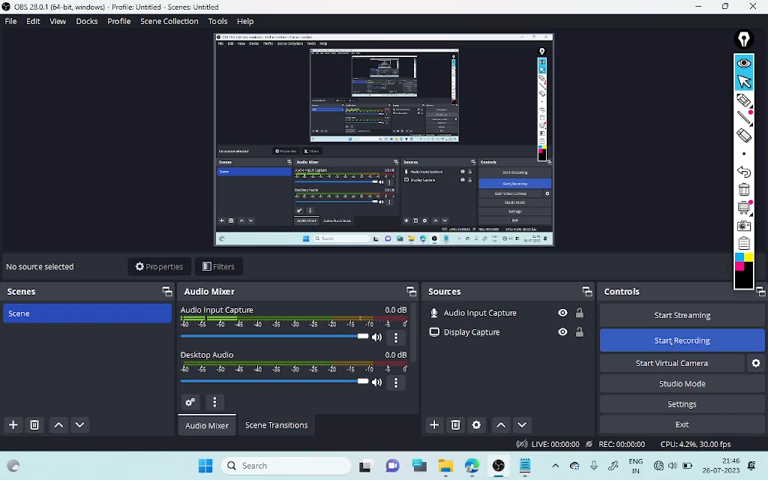 OBS 28.0.1 (64-bit, windows) - Profile: Untitled - Scenes: Untitled
File Edit View Docks Profile Scene Collection Tools Help
No source selected Properties Filters
Scenes
Scene
Audio Mixer
Audio Input Capture 0.0 dB
-60 -55 -50 -45 -40 -35 -30 -25 -20 -15 -10 -5 0
Desktop Audio 0.0 dB
-60 -55 -50 -45 -40 -35 -30 -25 -20 -15 -10 -5 0
Audio Mixer Scene Transitions
Sources
Audio Input Capture
Display Capture
Controls
Start Streaming
Start Recording
Start Virtual Camera
Studio Mode
Settings
Exit
LIVE: 00:00:00 REC: 00:00:00 CPU: 4.2%, 30.00 fps
Search
ENG
IN
21:46
26-07-2023